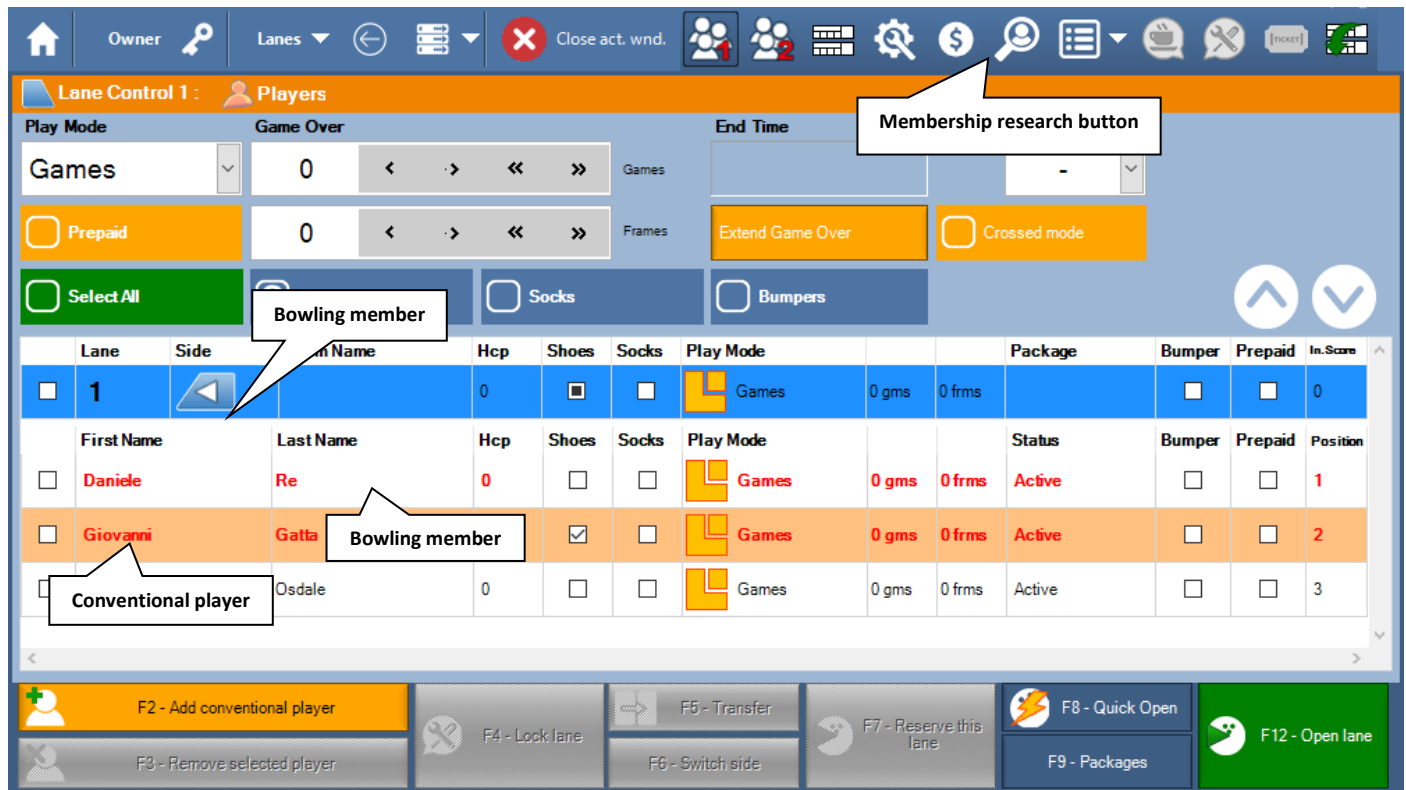 Owner
Lanes
Close act. wnd.
1
2
$
[TICKET]
Lane Control 1 :
Players
Membership research button
Play Mode
Game Over
End Time
Games
0
<
·>
«
»
Games
-
Prepaid
0
<
·>
«
»
Frames
Extend Game Over
Crossed mode
Select All
Socks
Bumpers
Bowling member
Lane
Side
Name
Hcp
Shoes
Socks
Play Mode
Package
Bumper
Prepaid
In.Score
1
0
Games
0 gms
0 frms
0
First Name
Last Name
Hcp
Shoes
Socks
Play Mode
Status
Bumper
Prepaid
Position
Daniele
Re
0
Games
0 gms
0 frms
Active
1
Giovanni
Gatta
Bowling member
Games
0 gms
0 frms
Active
2
Conventional player
Osdale
0
Games
0 gms
0 frms
Active
3
F2 - Add conventional player
F3 - Remove selected player
F4 - Lock lane
F5 - Transfer
F6 - Switch side
F7 - Reserve this
lane
F8 - Quick Open
F9 - Packages
F12 - Open lane